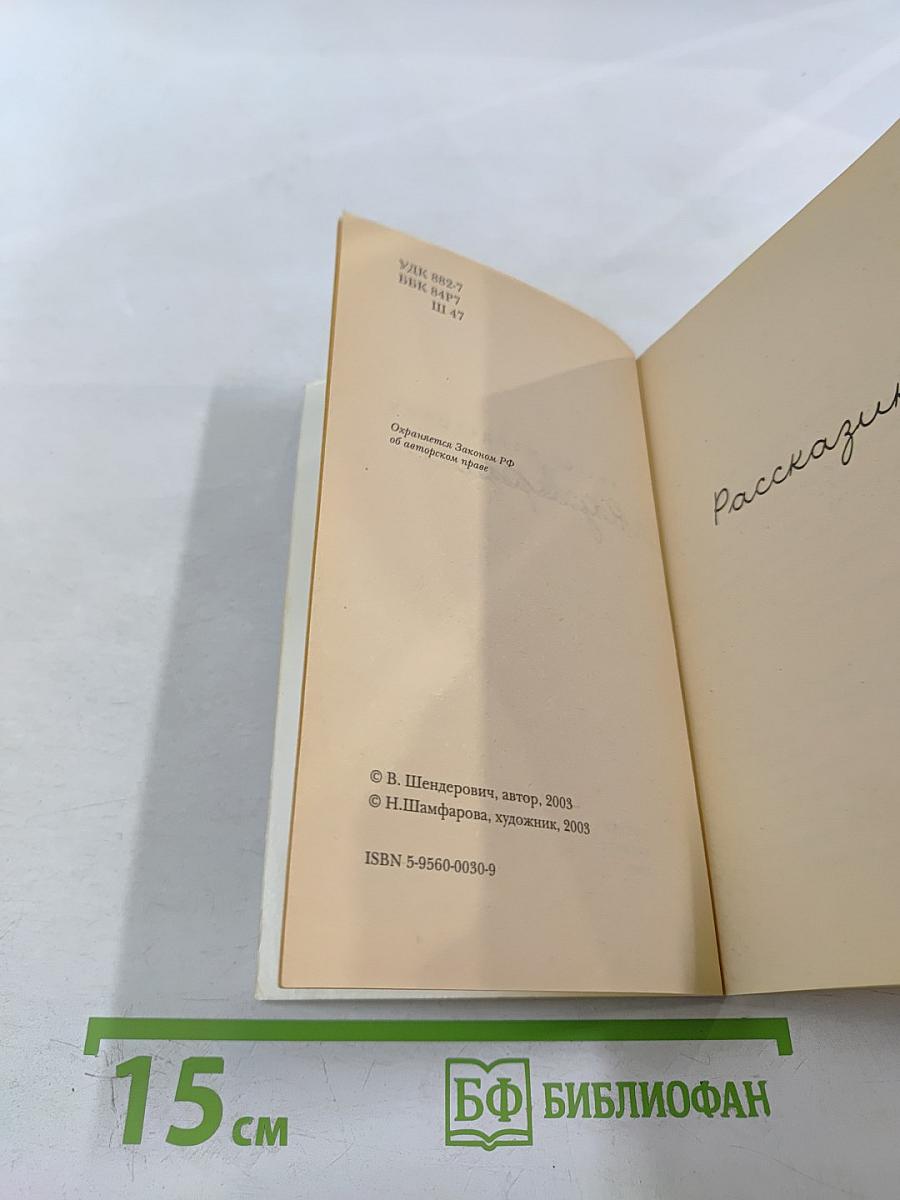 УДК 882-7
ББК 84Р7
Ш 47
Охраняется Законом РФ
об авторском праве
© В. Шендерович, автор, 2003
© Н.Шамфарова, художник, 2003
ISBN 5-9560-0030-9
15 см
БФ БИБЛИОФАН